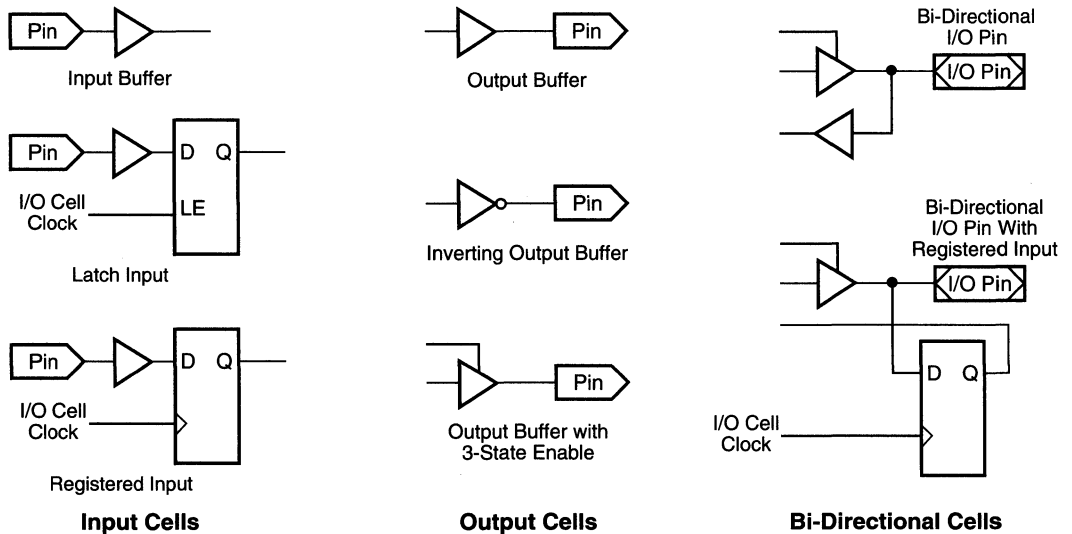 Pin
Input Buffer
Pin
D Q
I/O Cell
Clock
LE
Latch Input
Pin
D Q
I/O Cell
Clock
Registered Input
Input Cells
Pin
Output Buffer
Pin
Inverting Output Buffer
Pin
Output Buffer with
3-State Enable
Output Cells
Bi-Directional
I/O Pin
I/O Pin
Bi-Directional
I/O Pin With
Registered Input
I/O Pin
D Q
I/O Cell
Clock
Bi-Directional Cells